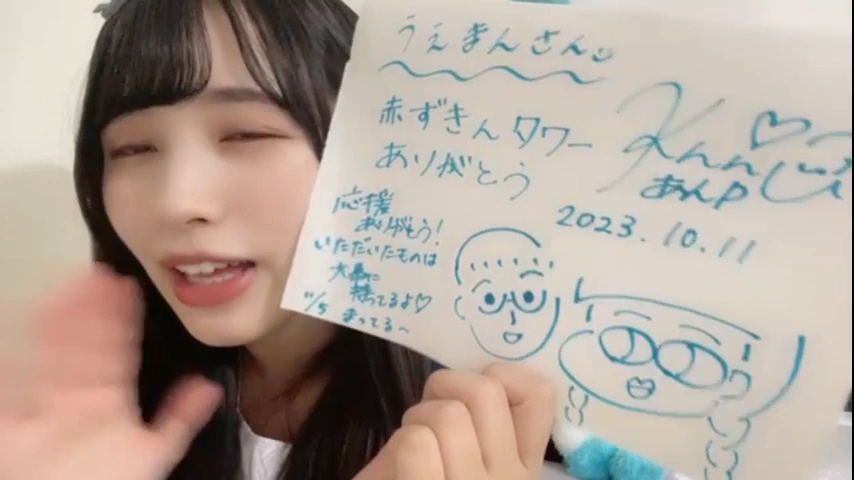 うえまんさん
赤ずきんタワー
ありがとう
あんP
2023.10.11
応援
ありがとう!
いただいたものは
大事に
持ってるよ♡
11/5 まってる〜